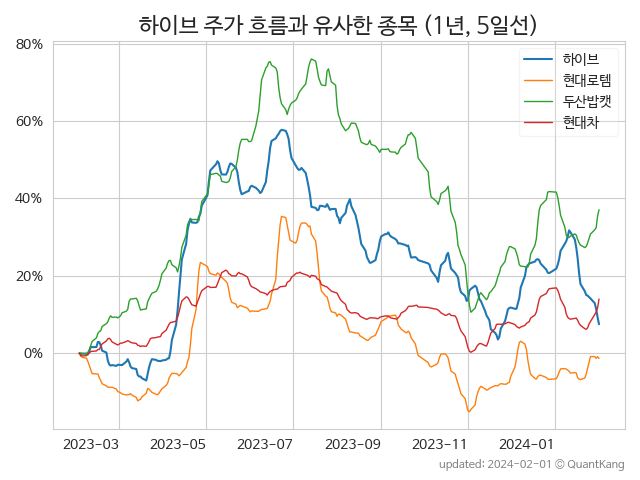 하이브 주가 흐름과 유사한 종목 (1년, 5일선)
80%
60%
40%
20%
0%
하이브
현대로템
두산밥캣
현대차
2023-03 2023-05 2023-07 2023-09 2023-11 2024-01
updated: 2024-02-01 © QuantKang